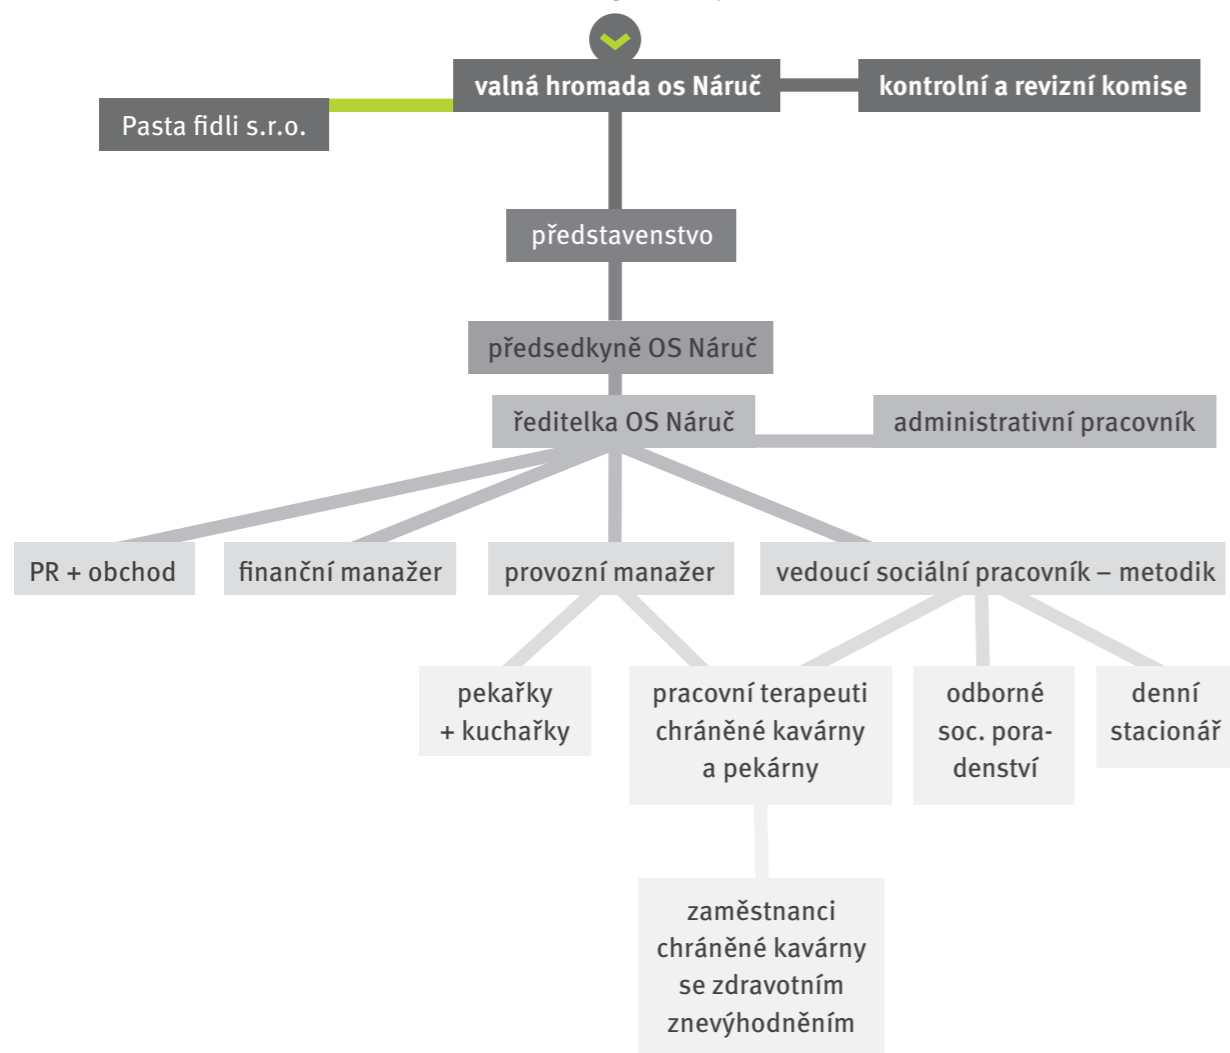 valná hromada os Náruč
kontrolní a revizní komise
Pasta fidli s.r.o.
představenstvo
předsedkyně OS Náruč
ředitelka OS Náruč
administrativní pracovník
PR + obchod
finanční manažer
provozní manažer
vedoucí sociální pracovník – metodik
pekařky
+ kuchařky
pracovní terapeuti
chráněné kavárny
a pekárny
odborné
soc. pora-
denství
denní
stacionář
zaměstnanci
chráněné kavárny
se zdravotním
znevýhodněním